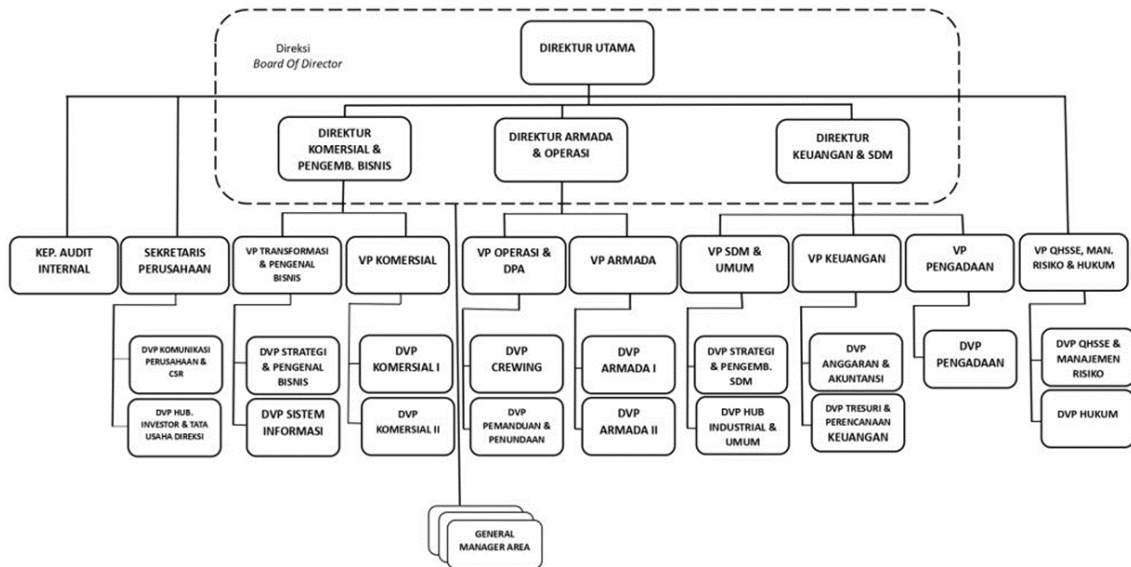 DIREKTUR UTAMA
Direksi
Board Of Director
DIREKTUR
KOMERSIAL &
PENGEMB. BISNIS
DIREKTUR ARMADA
& OPERASI
DIREKTUR
KEUANGAN & SDM
KEP. AUDIT
INTERNAL
SEKRETARIS
PERUSAHAAN
VP TRANSFORMASI
& PENGENAL
BISNIS
VP KOMERSIAL
VP OPERASI &
DPA
VP ARMADA
VP SDM &
UMUM
VP KEUANGAN
VP
PENGADAAN
VP QHSSE, MAN.
RISIKO & HUKUM
DVP KOMUNIKASI
PERUSAHAAN &
CSR
DVP STRATEGI
& PENGENAL
BISNIS
DVP
KOMERSIAL I
DVP
CREWING
DVP
ARMADA I
DVP STRATEGI
& PENGEMB.
SDM
DVP
ANGGARAN &
AKUNTANSI
DVP
PENGADAAN
DVP QHSSE &
MANAJEMEN
RISIKO
DVP HUB.
INVESTOR & TATA
USAHA DIREKSI
DVP SISTEM
INFORMASI
DVP
KOMERSIAL II
DVP
PEMANDUAN &
PENUNDAAN
DVP
ARMADA II
DVP HUB
INDUSTRIAL &
UMUM
DVP TRESURI &
PERENCANAAN
KEUANGAN
DVP HUKUM
GENERAL
MANAGER AREA